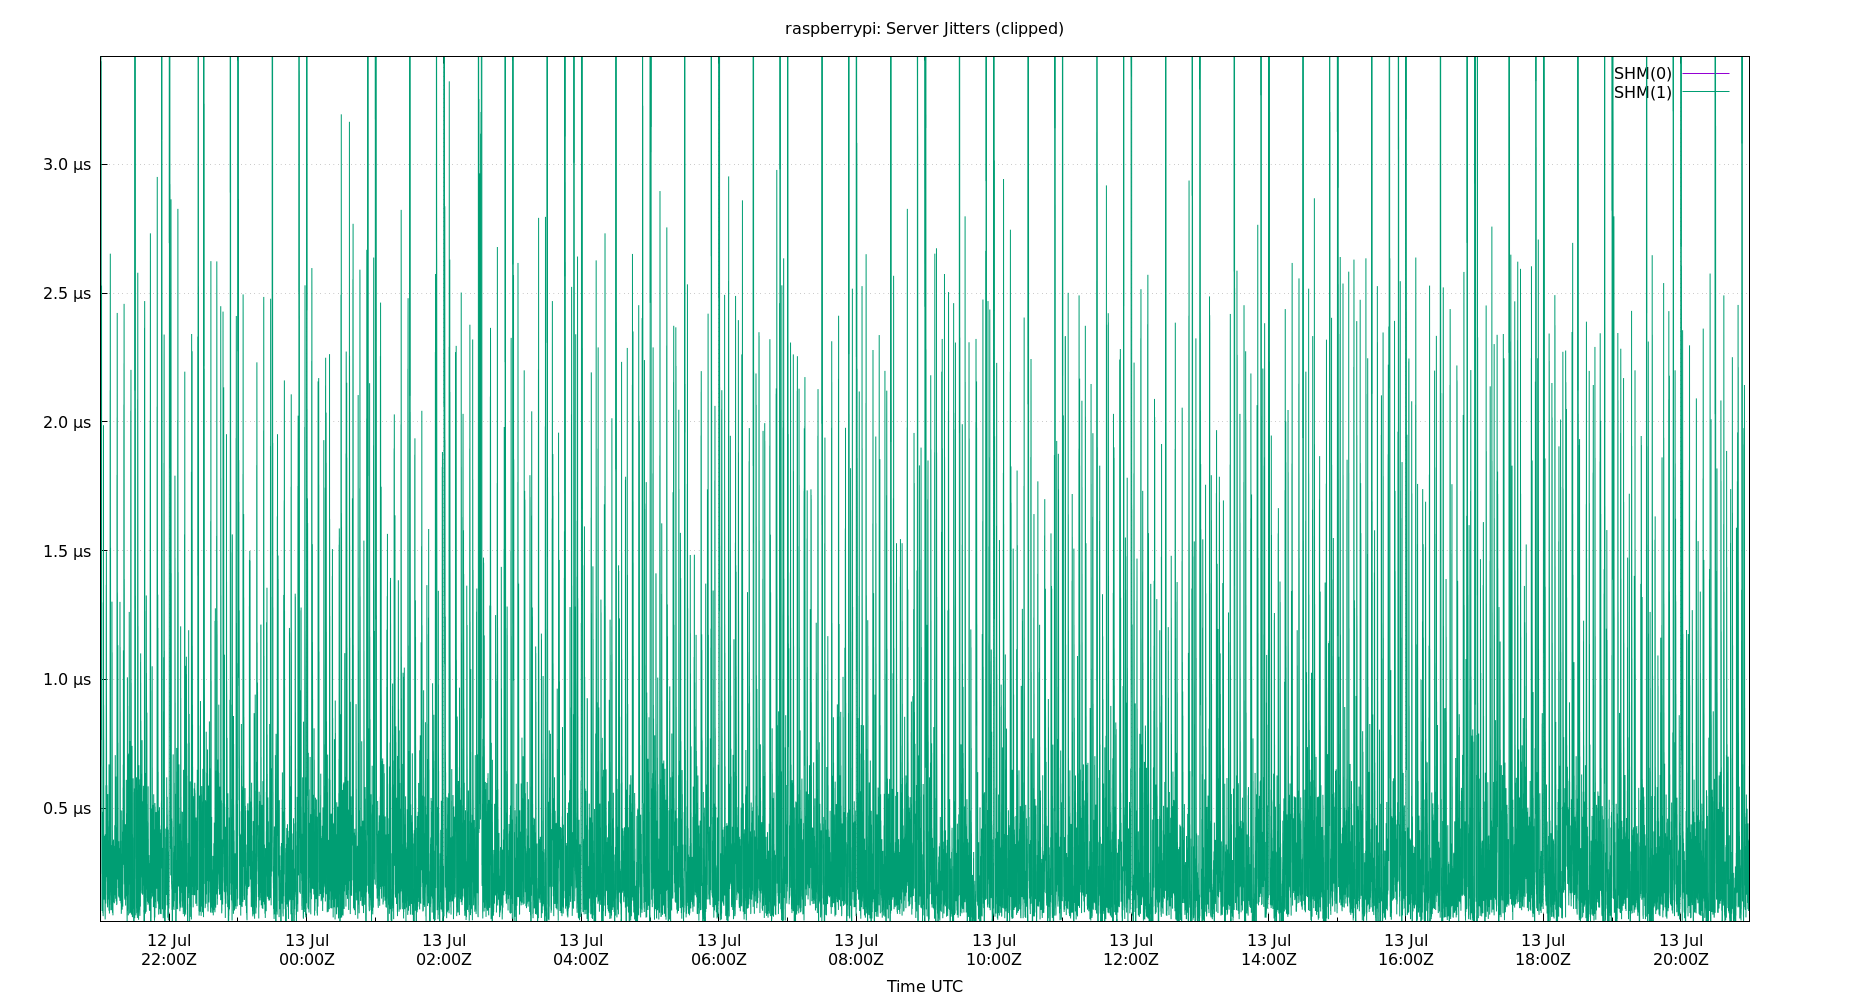 raspberrypi: Server Jitters (clipped)
SHM(0)
SHM(1)
3.0 µs
2.5 µs
2.0 µs
1.5 µs
1.0 µs
0.5 µs
12 Jul 13 Jul 13 Jul 13 Jul 13 Jul 13 Jul 13 Jul 13 Jul 13 Jul 13 Jul 13 Jul 13 Jul
22:00Z 00:00Z 02:00Z 04:00Z 06:00Z 08:00Z 10:00Z 12:00Z 14:00Z 16:00Z 18:00Z 20:00Z
Time UTC